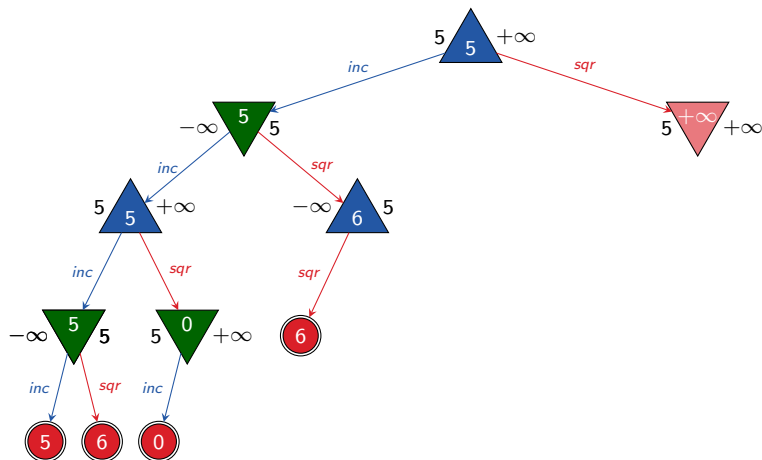 5 5 +∞
inc sqr
−∞ 5 5
5 +∞ +∞
inc sqr
5 5 +∞
−∞ 6 5
inc sqr sqr
−∞ 5 5
5 0 +∞
6
inc sqr inc
5 6 0